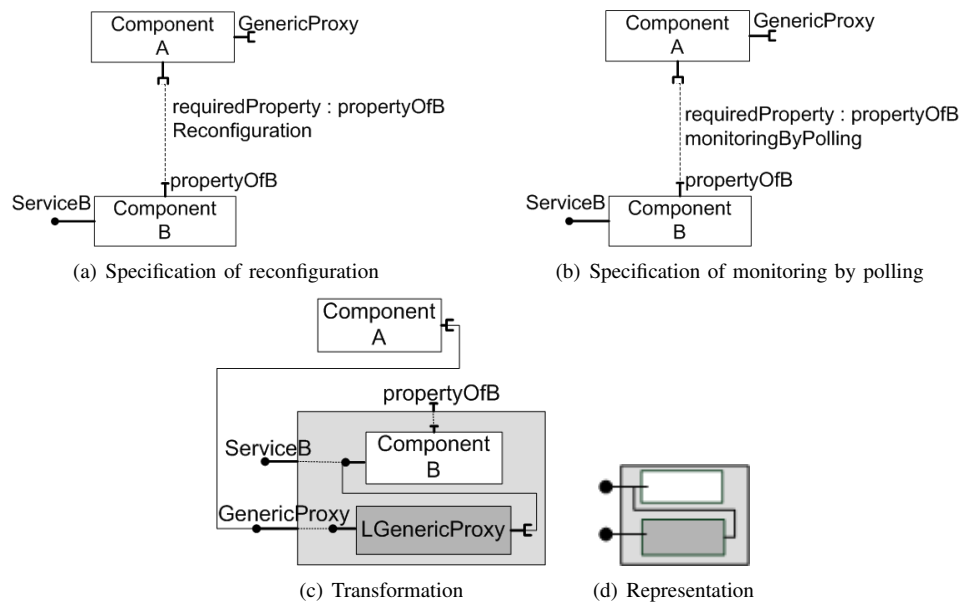 Component
A
GenericProxy
requiredProperty : propertyOfB
Reconfiguration
propertyOfB
ServiceB
Component
B
(a) Specification of reconfiguration
Component
A
GenericProxy
requiredProperty : propertyOfB
monitoringByPolling
propertyOfB
ServiceB
Component
B
(b) Specification of monitoring by polling
Component
A
propertyOfB
ServiceB
Component
B
GenericProxy
LGenericProxy
(c) Transformation
(d) Representation